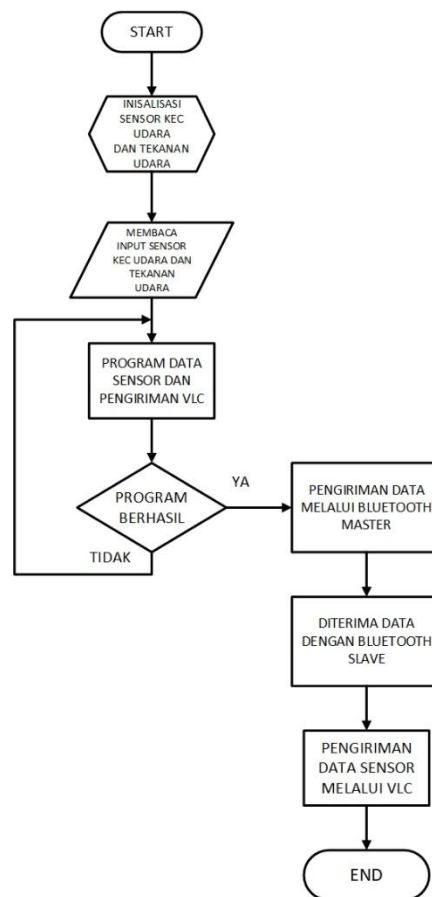 START
INISALISASI
SENSOR KEC
UDARA
DAN TEKANAN
UDARA
MEMBACA
INPUT SENSOR
KEC UDARA DAN
TEKANAN
UDARA
PROGRAM DATA
SENSOR DAN
PENGIRIMAN VLC
PROGRAM
BERHASIL
YA
TIDAK
PENGIRIMAN DATA
MELALUI BLUETOOTH
MASTER
DITERIMA DATA
DENGAN BLUETOOTH
SLAVE
PENGIRIMAN
DATA SENSOR
MELALUI VLC
END